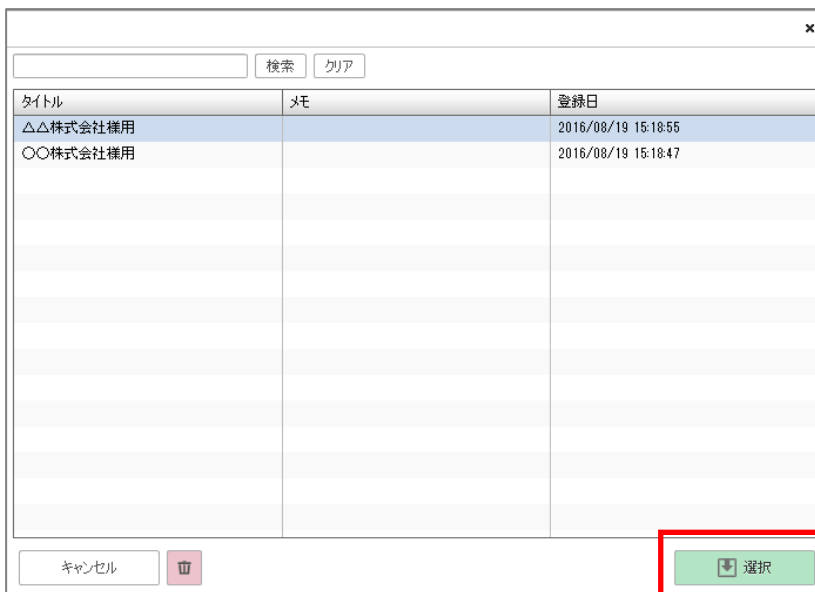 ×
検索 クリア
タイトル メモ 登録日
△△株式会社様用 2016/08/19 15:18:55
○○株式会社様用 2016/08/19 15:18:47
キャンセル 選択